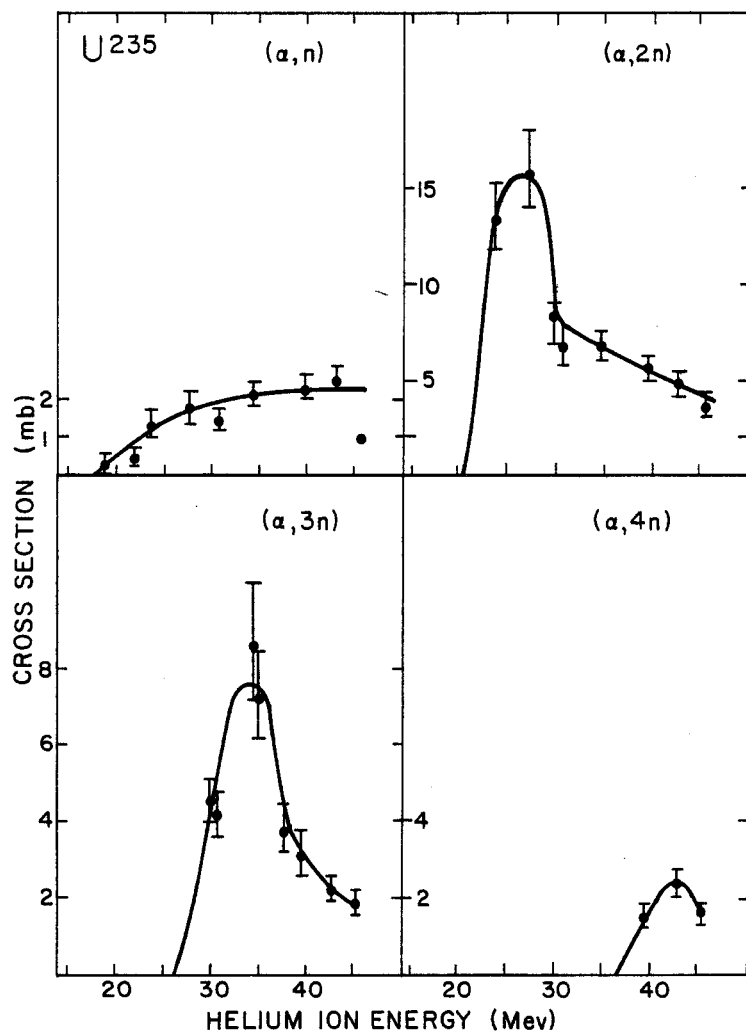 U235
(α,n)
(α,2n)
15
10
5
2
1
(α,3n)
(α,4n)
8
6
4
2
4
2
20 30 40
20 30 40
CROSS SECTION (mb)
HELIUM ION ENERGY (Mev)